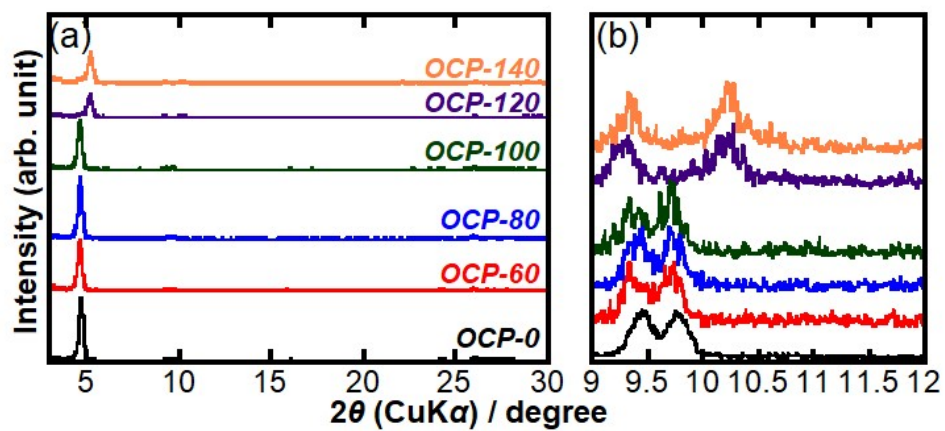 (a)
(b)
Intensity (arb. unit)
OCP-140
OCP-120
OCP-100
OCP-80
OCP-60
OCP-0
5 10 15 20 25 30
9 9.5 10 10.5 11 11.5 12
2θ (CuKα) / degree